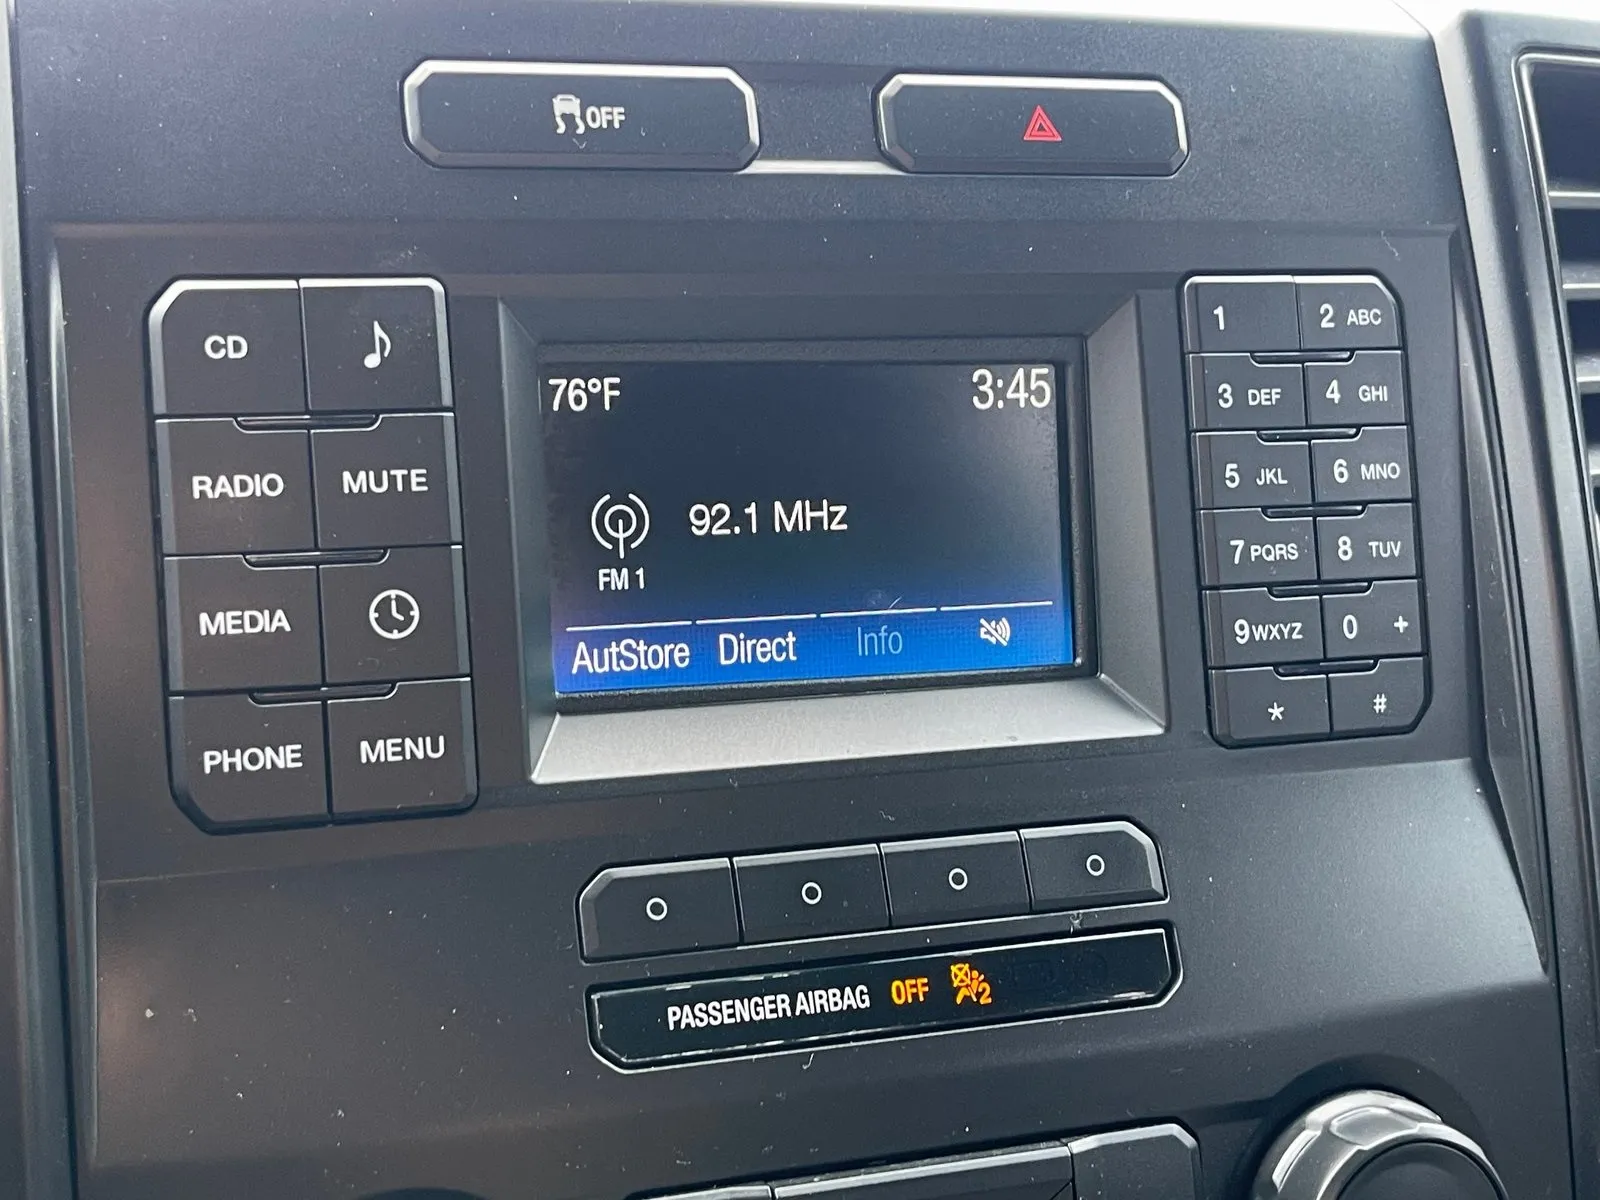 OFF
CD
RADIO MUTE
MEDIA
PHONE MENU
76°F 3:45
92.1 MHz
FM 1
AutStore Direct Info
1 2 ABC
3 DEF 4 GHI
5 JKL 6 MNO
7 PQRS 8 TUV
9 WXYZ 0 +
* #
PASSENGER AIRBAG OFF 2